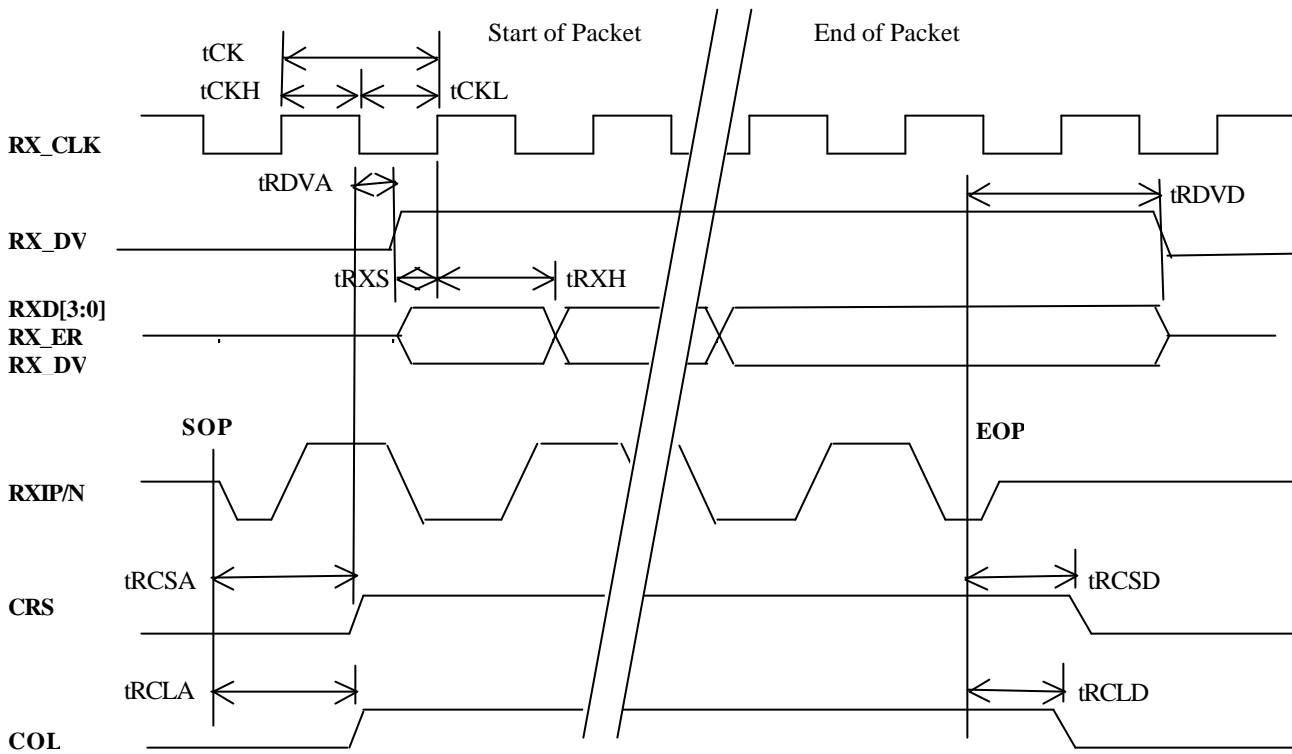 Start of Packet End of Packet
tCK
tCKH tCKL
RX_CLK
tRDVA tRDVD
RX_DV
tRXS tRXH
RXD[3:0]
RX_ER
RX_DV
SOP EOP
RXIP/N
tRCSA tRCSD
CRS
tRCLA tRCLD
COL